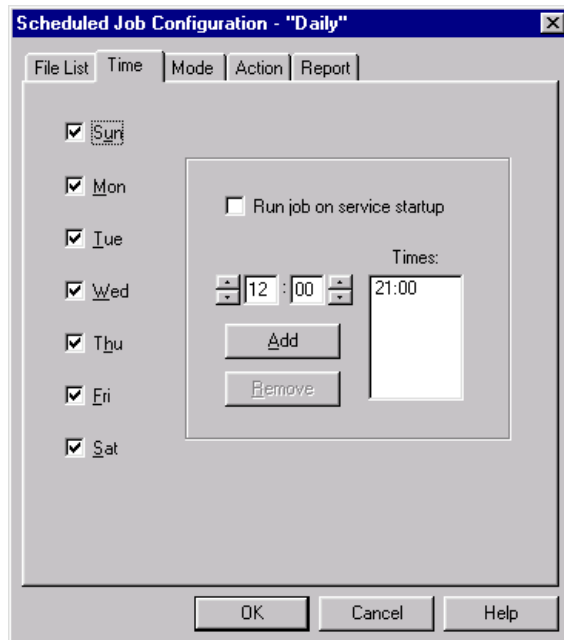 Scheduled Job Configuration - "Daily"
File List Time Mode Action Report
Sun
Mon
Tue
Wed
Thu
Fri
Sat
Run job on service startup
Times:
12 : 00
21:00
Add
Remove
OK Cancel Help